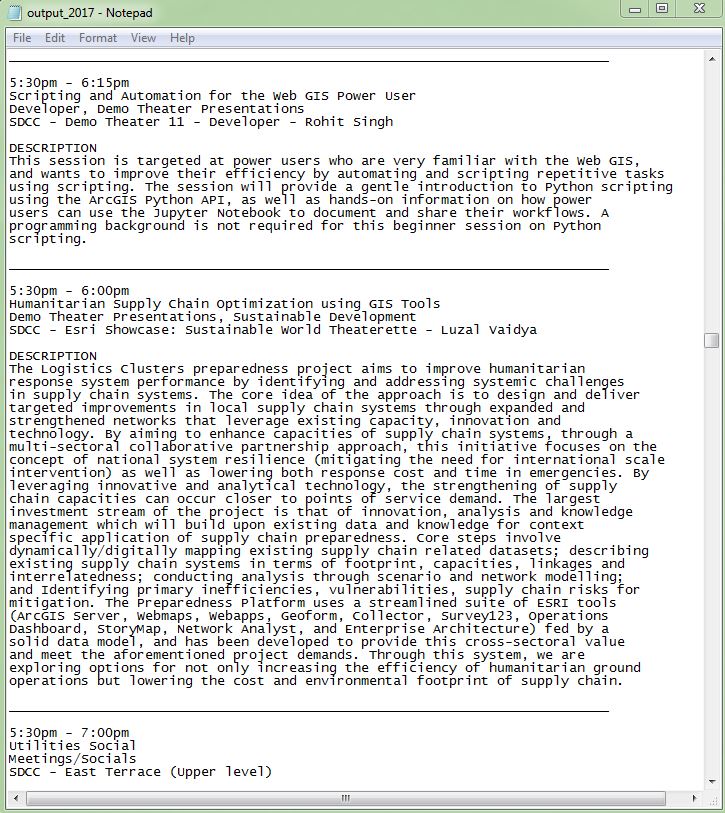 output_2017 - Notepad
File Edit Format View Help
5:30pm - 6:15pm
Scripting and Automation for the Web GIS Power User
Developer, Demo Theater Presentations
SDCC - Demo Theater 11 - Developer - Rohit Singh
DESCRIPTION
This session is targeted at power users who are very familiar with the Web GIS,
and wants to improve their efficiency by automating and scripting repetitive tasks
using scripting. The session will provide a gentle introduction to Python scripting
using the ArcGIS Python API, as well as hands-on information on how power
users can use the Jupyter Notebook to document and share their workflows. A
programming background is not required for this beginner session on Python
scripting.
5:30pm - 6:00pm
Humanitarian Supply Chain Optimization using GIS Tools
Demo Theater Presentations, Sustainable Development
SDCC - Esri Showcase: Sustainable World Theaterette - Luzal Vaidya
DESCRIPTION
The Logistics Clusters preparedness project aims to improve humanitarian
response system performance by identifying and addressing systemic challenges
in supply chain systems. The core idea of the approach is to design and deliver
targeted improvements in local supply chain systems through expanded and
strengthened networks that leverage existing capacity, innovation and
technology. By aiming to enhance capacities of supply chain systems, through a
multi-sectoral collaborative partnership approach, this initiative focuses on the
concept of national system resilience (mitigating the need for international scale
intervention) as well as lowering both response cost and time in emergencies. By
leveraging innovative and analytical technology, the strengthening of supply
chain capacities can occur closer to points of service demand. The largest
investment stream of the project is that of innovation, analysis and knowledge
management which will build upon existing data and knowledge for context
specific application of supply chain preparedness. Core steps involve
dynamically/digitally mapping existing supply chain related datasets; describing
existing supply chain systems in terms of footprint, capacities, linkages and
interrelatedness; conducting analysis through scenario and network modelling;
and Identifying primary inefficiencies, vulnerabilities, supply chain risks for
mitigation. The Preparedness Platform uses a streamlined suite of ESRI tools
(ArcGIS Server, Webmaps, Webapps, Geoform, Collector, Survey123, Operations
Dashboard, StoryMap, Network Analyst, and Enterprise Architecture) fed by a
solid data model, and has been developed to provide this cross-sectoral value
and meet the aforementioned project demands. Through this system, we are
exploring options for not only increasing the efficiency of humanitarian ground
operations but lowering the cost and environmental footprint of supply chain.
5:30pm - 7:00pm
Utilities Social
Meetings/Socials
SDCC - East Terrace (Upper level)